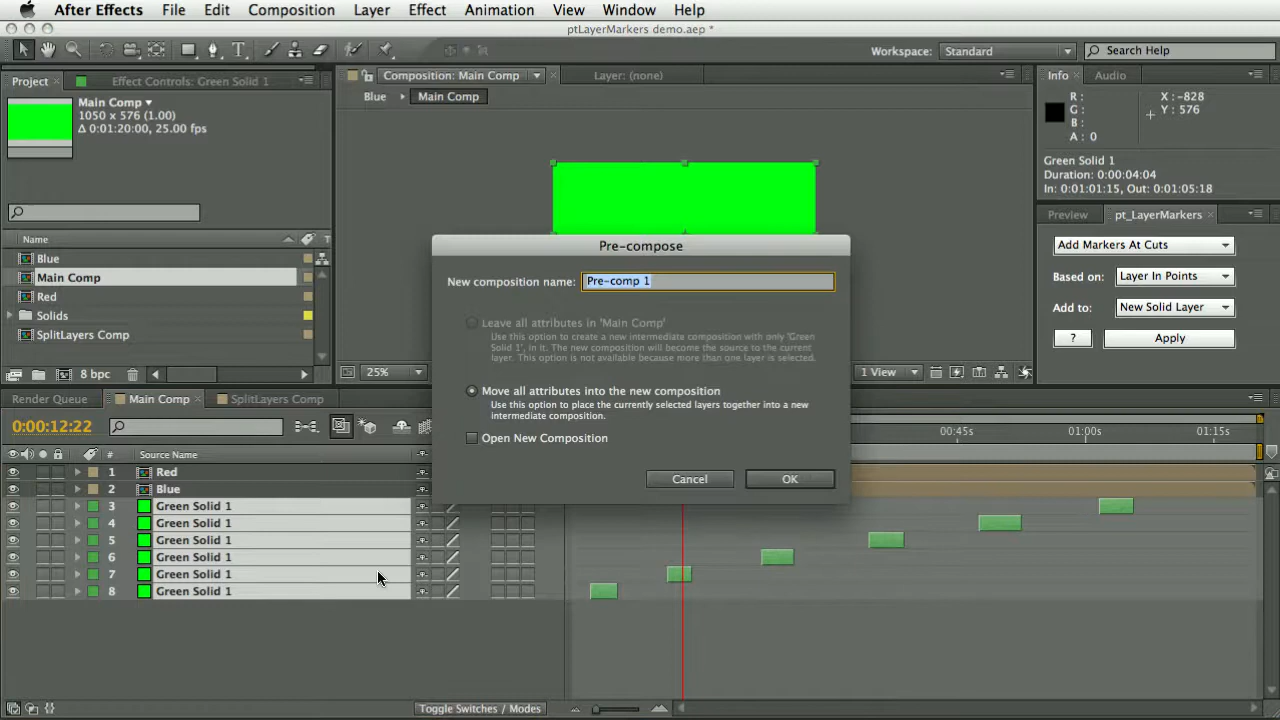 After Effects File Edit Composition Layer Effect Animation View Window Help
ptLayerMarkers demo.aep *
Workspace: Standard Search Help
Project Effect Controls: Green Solid 1
Composition: Main Comp Layer: (none)
Info Audio
Main Comp
1050 x 576 (1.00)
Δ 0:01:20:00, 25.00 fps
Blue Main Comp
R :
G :
B :
A : 0
X : -828
Y : 576
Green Solid 1
Duration: 0:00:04:04
In: 0:01:01:15, Out: 0:01:05:18
Preview pt_LayerMarkers
Add Markers At Cuts
Based on: Layer In Points
Add to: New Solid Layer
? Apply
Name
Blue
Main Comp
Red
Solids
SplitLayers Comp
8 bpc
Pre-compose
New composition name: Pre-comp 1
Leave all attributes in 'Main Comp'
Use this option to create a new intermediate composition with only 'Green
Solid 1', in it. The new composition will become the source to the current
layer. This option is not available because more than one layer is selected.
Move all attributes into the new composition
Use this option to place the currently selected layers together into a new
intermediate composition.
Open New Composition
Cancel OK
25% 1 View
Render Queue Main Comp SplitLayers Comp
0:00:12:22
00:45s 01:00s 01:15s
# Source Name
1 Red
2 Blue
3 Green Solid 1
4 Green Solid 1
5 Green Solid 1
6 Green Solid 1
7 Green Solid 1
8 Green Solid 1
Toggle Switches / Modes